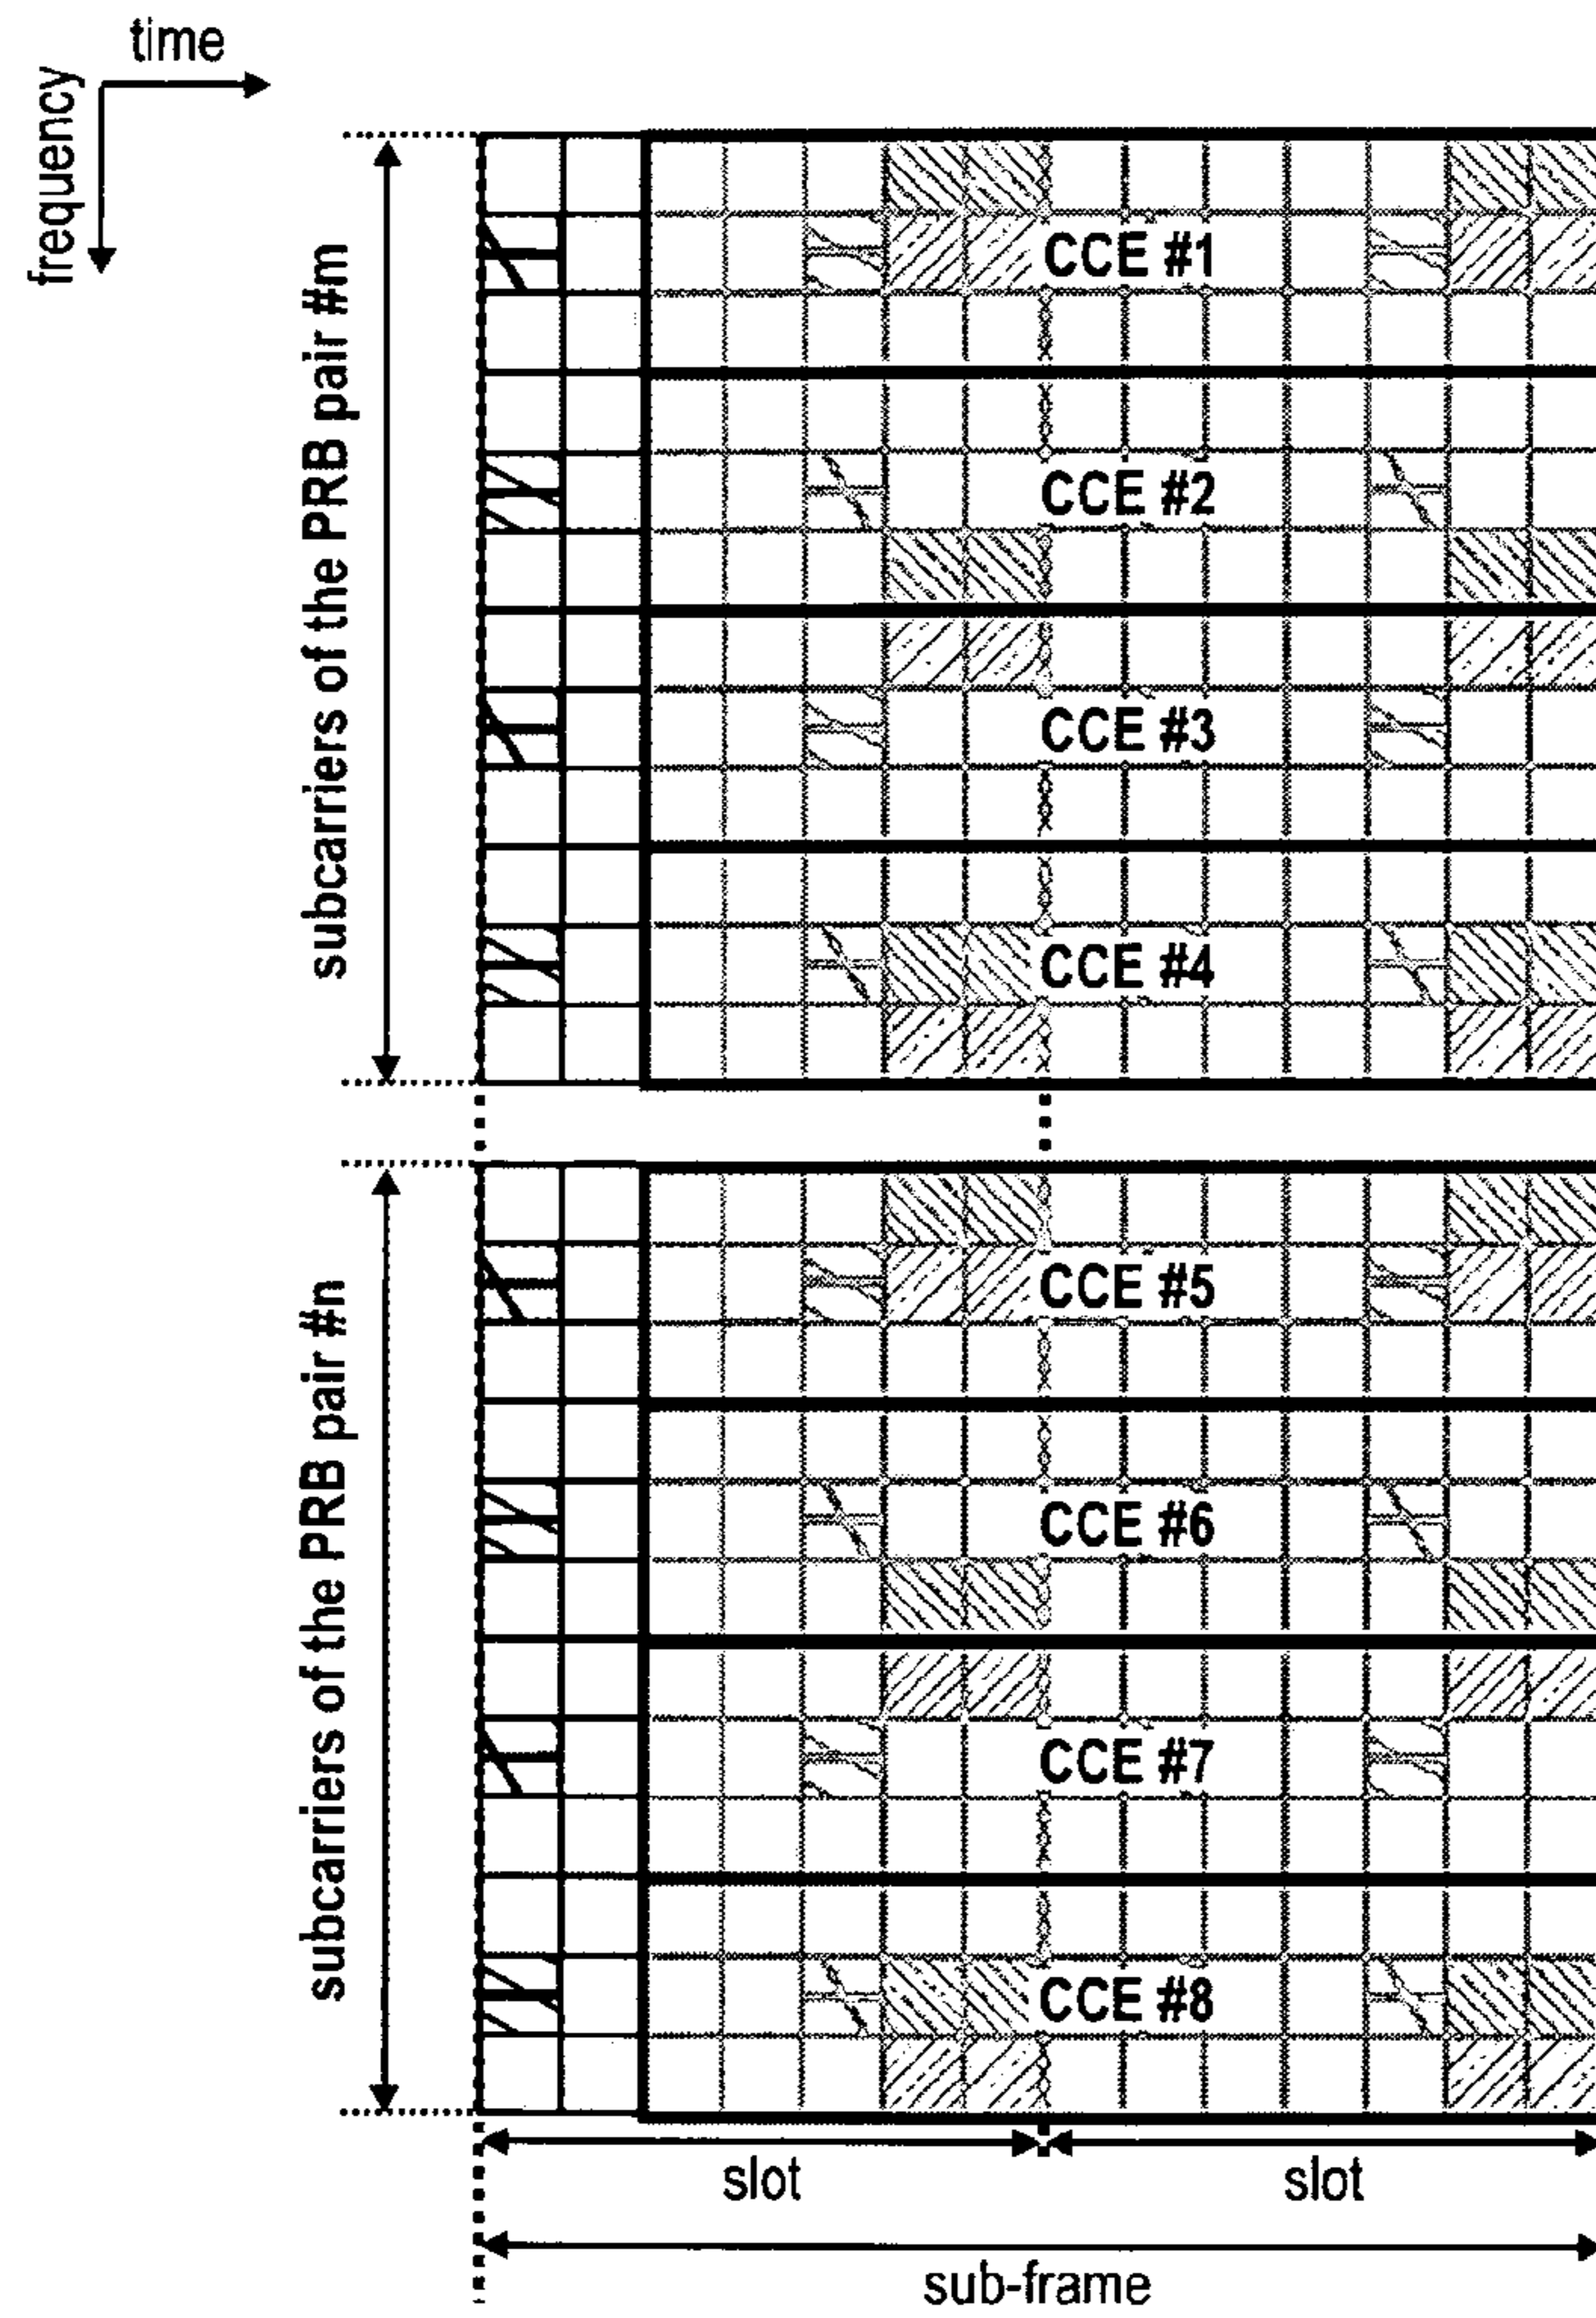 time
frequency
subcarriers of the PRB pair #m
CCE #1
CCE #2
CCE #3
CCE #4
subcarriers of the PRB pair #n
CCE #5
CCE #6
CCE #7
CCE #8
slot slot
sub-frame